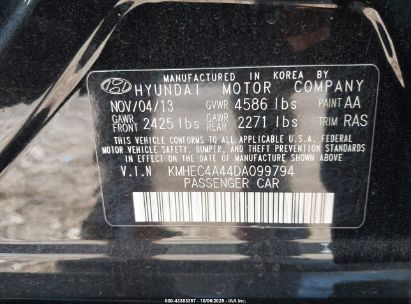 MANUFACTURED IN KOREA BY
HYUNDAI MOTOR COMPANY
NOV/04/13 GVWR 4586 lbs PAINT AA
GAWR FRONT 2425 lbs GAWR REAR 2271 lbs TRIM RAS
THIS VEHICLE CONFORMS TO ALL APPLICABLE U.S.A. FEDERAL
MOTOR VEHICLE SAFETY, BUMPER, AND THEFT PREVENTION
STANDARDS IN EFFECT ON THE DATE OF MANUFACTURE SHOWN ABOVE.
V.I.N KMHEC4A44DA099794
PASSENGER CAR